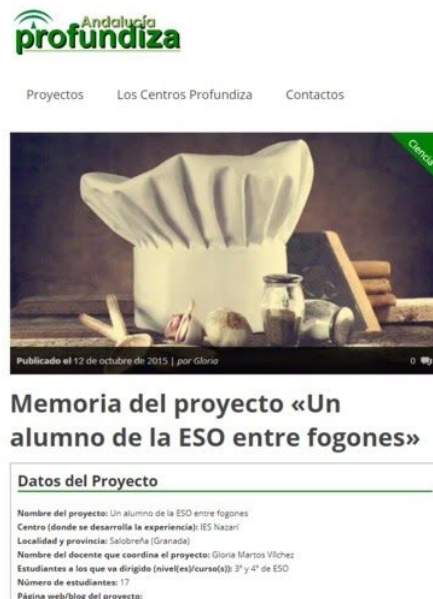 Andalucía
profundiza
Proyectos Los Centros Profundiza Contactos
Ciencia
Publicado el 12 de octubre de 2015 | por Gloria 0
Memoria del proyecto «Un
alumno de la ESO entre fogones»
Datos del Proyecto
Nombre del proyecto: Un alumno de la ESO entre fogones
Centro (donde se desarrolla la experiencia): IES Nazarí
Localidad y provincia: Salobreña (Granada)
Nombre del docente que coordina el proyecto: Gloria Martos Vílchez
Estudiantes a los que va dirigido (nivel(es)/curso(s)): 3º y 4º de ESO
Número de estudiantes: 17
Página web/blog del proyecto: